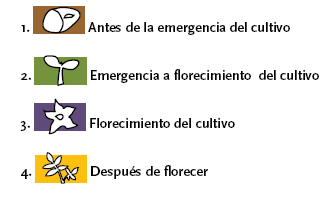 1. Antes de la emergencia del cultivo
2. Emergencia a florecimiento del cultivo
3. Florecimiento del cultivo
4. Después de florecer